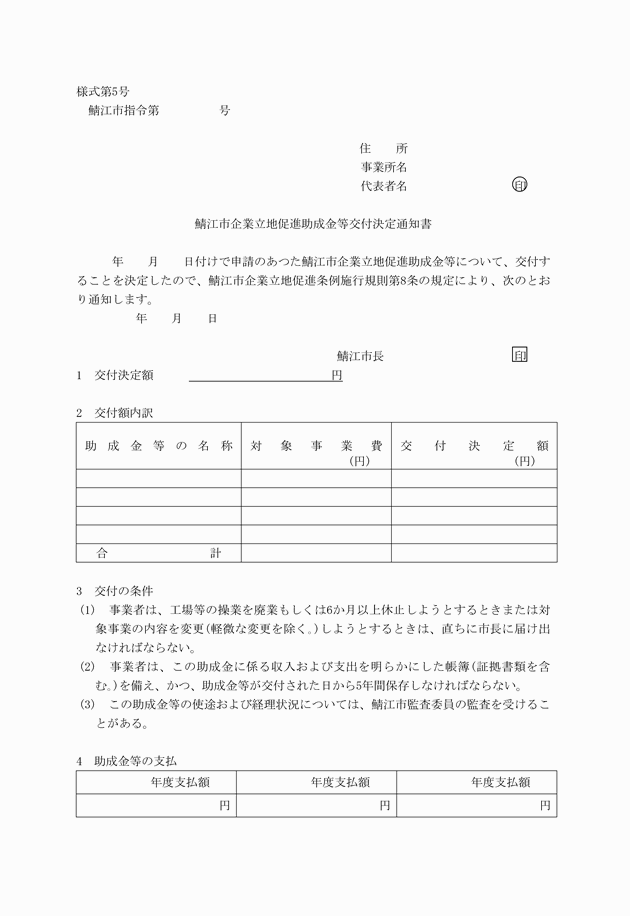 様式第5号
鯖江市指令第　　　　　号
住　　所
事業所名
代表者名　　　　　　　　　印
鯖江市企業立地促進助成金等交付決定通知書
年　　月　　日付けで申請のあつた鯖江市企業立地促進助成金等について、交付す
ることを決定したので、鯖江市企業立地促進条例施行規則第8条の規定により、次のとお
り通知します。
年　　月　　日
鯖江市長　　　　　　　　　印
1　交付決定額　　　　　　　　　　　　円
2　交付額内訳
助成金等の名称　対象事業費　交付決定額
(円)　(円)
合　　　　　　計
3　交付の条件
(1)　事業者は、工場等の操業を廃業もしくは6か月以上休止しようとするときまたは対
象事業の内容を変更(軽微な変更を除く。)しようとするときは、直ちに市長に届け出
なければならない。
(2)　事業者は、この助成金に係る収入および支出を明らかにした帳簿(証拠書類を含
む。)を備え、かつ、助成金等が交付された日から5年間保存しなければならない。
(3)　この助成金等の使途および経理状況については、鯖江市監査委員の監査を受けるこ
とがある。
4　助成金等の支払
年度支払額　年度支払額　年度支払額
円　円　円